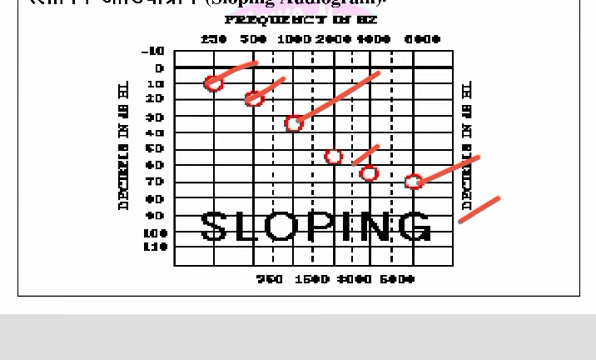 (Sloping Audiogram):
FREQUENCY IN HZ
250 500 1000 2000 4000 8000
-10
0
10
20
30
40
50
60
70
80
90
100
110
DECIBELS IN dB HL
DECIBELS IN dB HL
SLOPING
750 1500 3000 6000